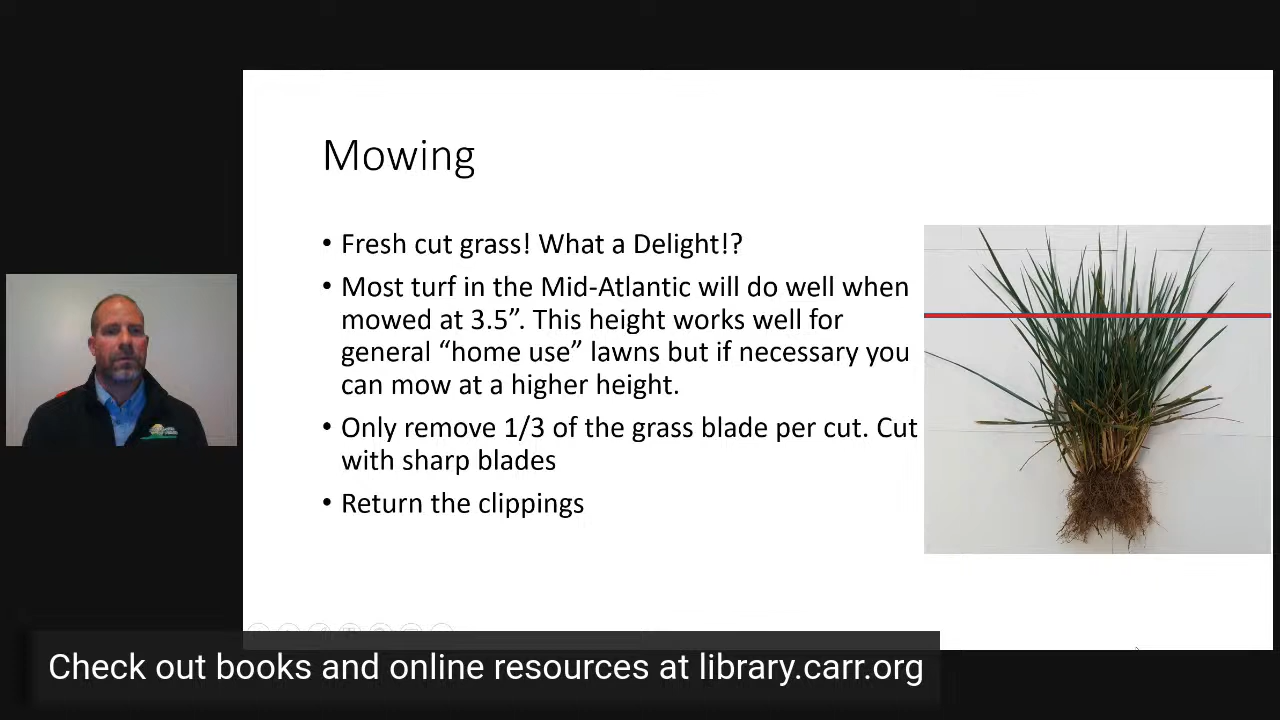 Mowing
• Fresh cut grass! What a Delight!?
• Most turf in the Mid-Atlantic will do well when
mowed at 3.5”. This height works well for
general “home use” lawns but if necessary you
can mow at a higher height.
• Only remove 1/3 of the grass blade per cut. Cut
with sharp blades
• Return the clippings
Check out books and online resources at library.carr.org